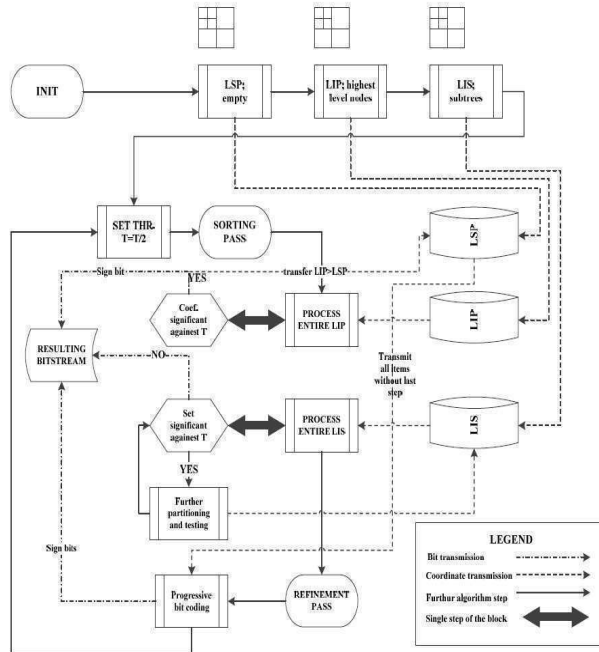 INIT
LSP;
empty
LIP; highest
level nodes
LIS;
subtrees
SET THR.
T=T/2
SORTING
PASS
LSP
Sign bit
YES
transfer LIP>LSP
Coef.
significant
against T
PROCESS
ENTIRE LIP
LIP
RESULTING
BITSTREAM
NO
Transmit
all items
without last
step
Set
significant
against T
PROCESS
ENTIRE LIS
LIS
YES
Further
partitioning
and testing
Sign bits
Progressive
bit coding
REFINEMENT
PASS
LEGEND
Bit transmission
Coordinate transmission
Furthur algorithm step
Single step of the block